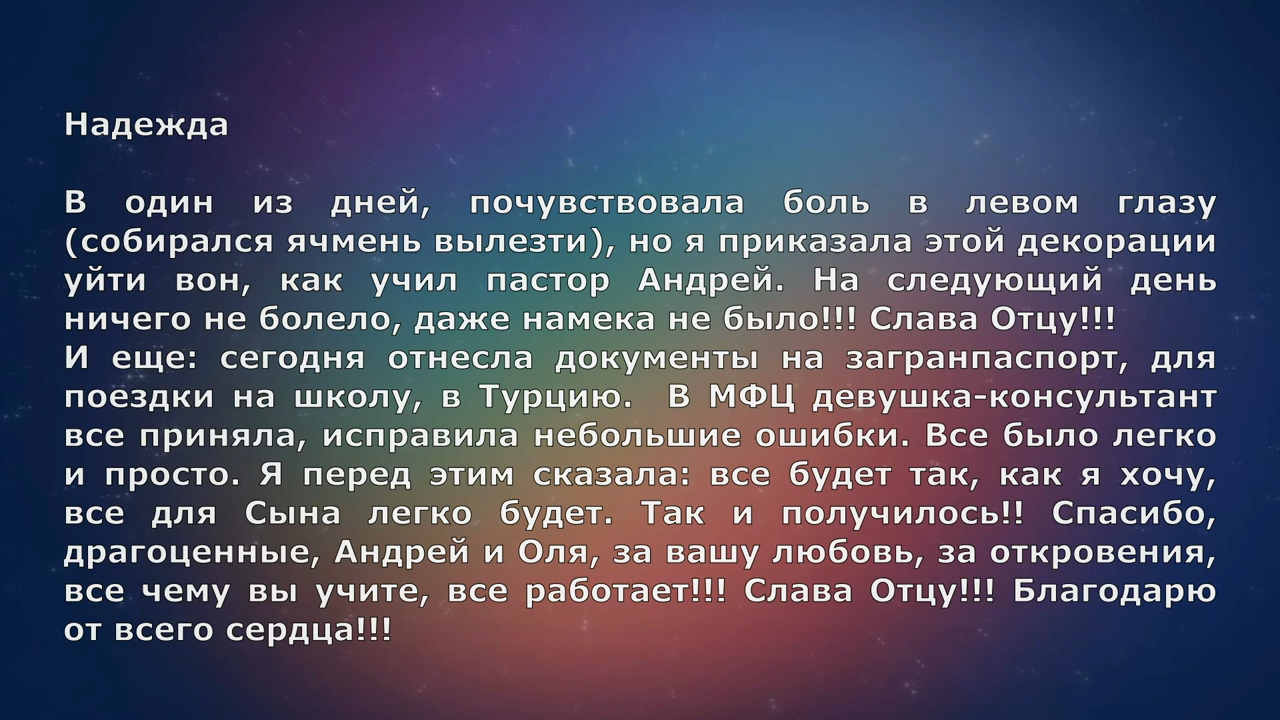 Надежда
В один из дней, почувствовала боль в левом глазу
(собирался ячмень вылезти), но я приказала этой декорации
уйти вон, как учил пастор Андрей. На следующий день
ничего не болело, даже намека не было!!! Слава Отцу!!!
И еще: сегодня отнесла документы на загранпаспорт, для
поездки на школу, в Турцию.  В МФЦ девушка-консультант
все приняла, исправила небольшие ошибки. Все было легко
и просто. Я перед этим сказала: все будет так, как я хочу,
все для Сына легко будет. Так и получилось!! Спасибо,
драгоценные, Андрей и Оля, за вашу любовь, за откровения,
все чему вы учите, все работает!!! Слава Отцу!!! Благодарю
от всего сердца!!!